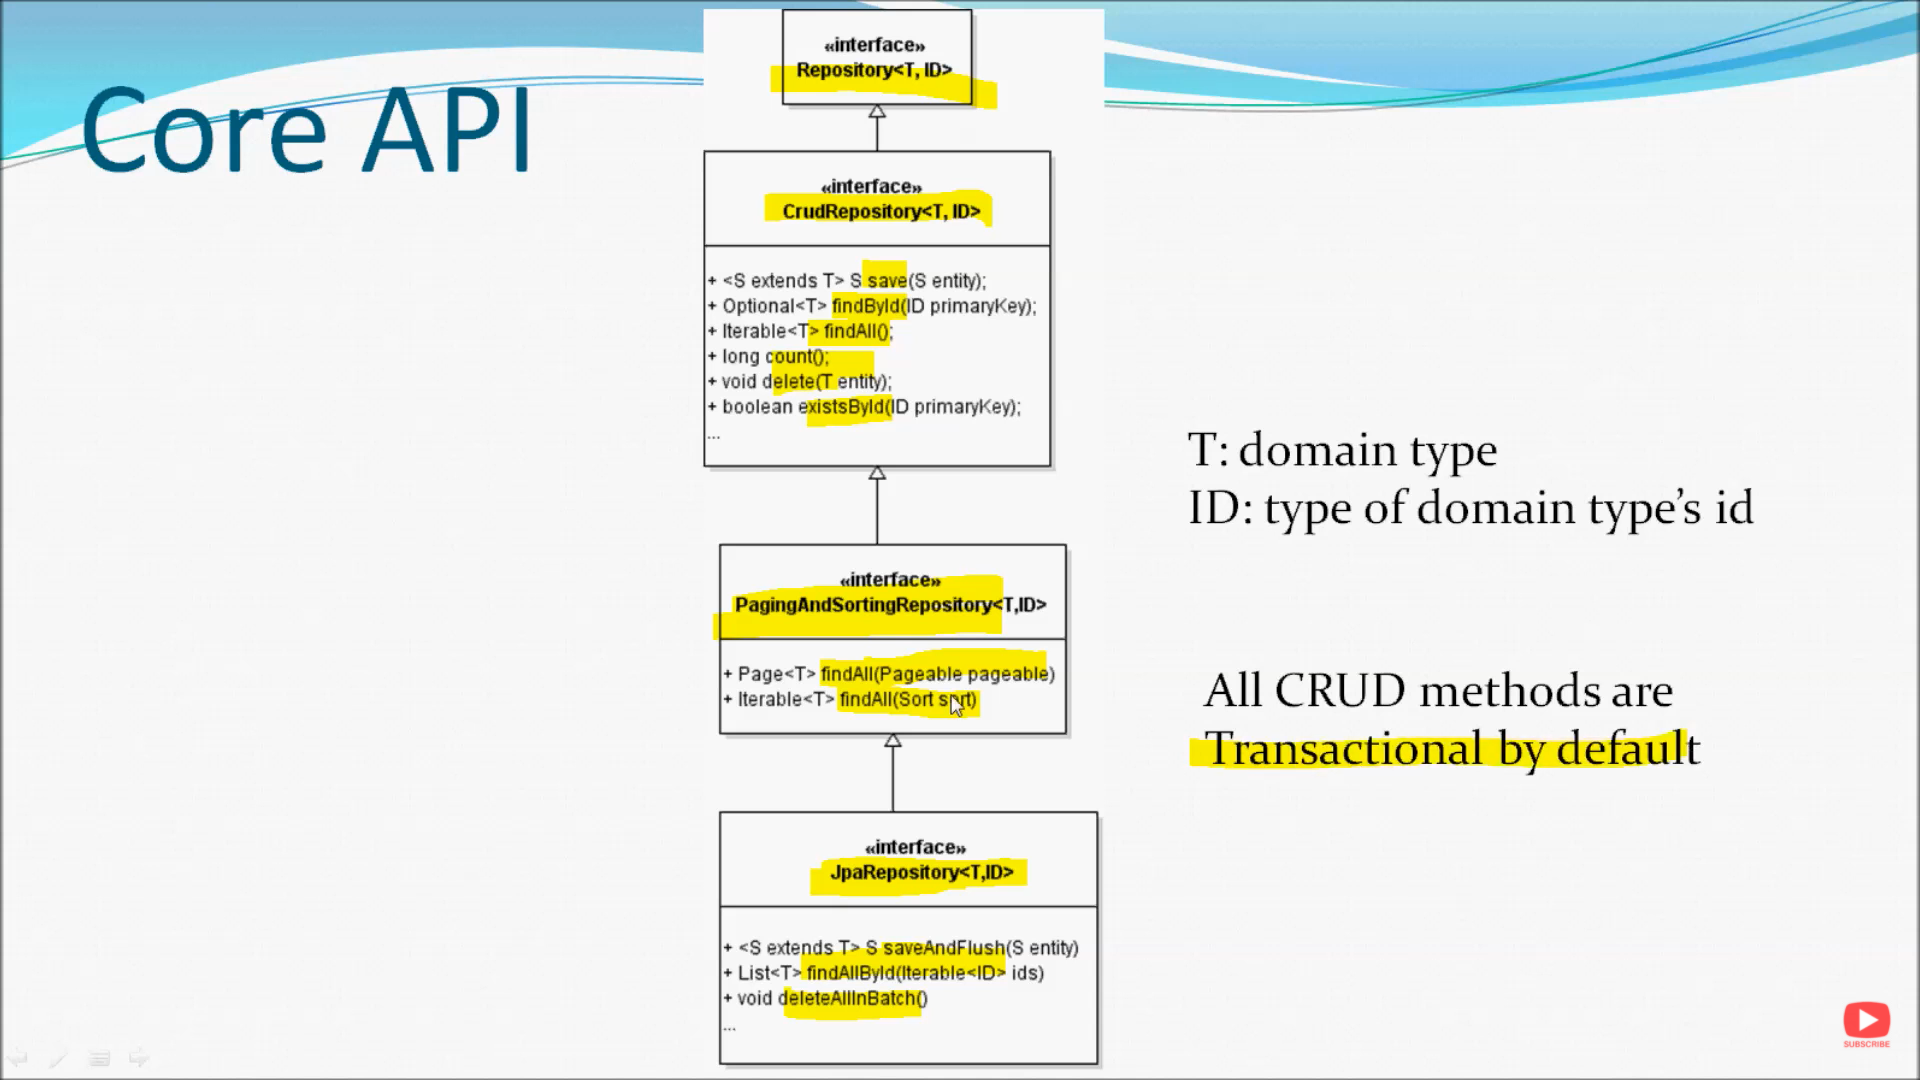 Core API
«interface»
Repository<T, ID>
«interface»
CrudRepository<T, ID>
+ <S extends T> S save(S entity);
+ Optional<T> findById(ID primaryKey);
+ Iterable<T> findAll();
+ long count();
+ void delete(T entity);
+ boolean existsById(ID primaryKey);
...
«interface»
PagingAndSortingRepository<T,ID>
+ Page<T> findAll(Pageable pageable)
+ Iterable<T> findAll(Sort sort)
«interface»
JpaRepository<T,ID>
+ <S extends T> S saveAndFlush(S entity)
+ List<T> findAllById(Iterable<ID> ids)
+ void deleteAllInBatch()
...
T: domain type
ID: type of domain type’s id
All CRUD methods are
Transactional by default
SUBSCRIBE